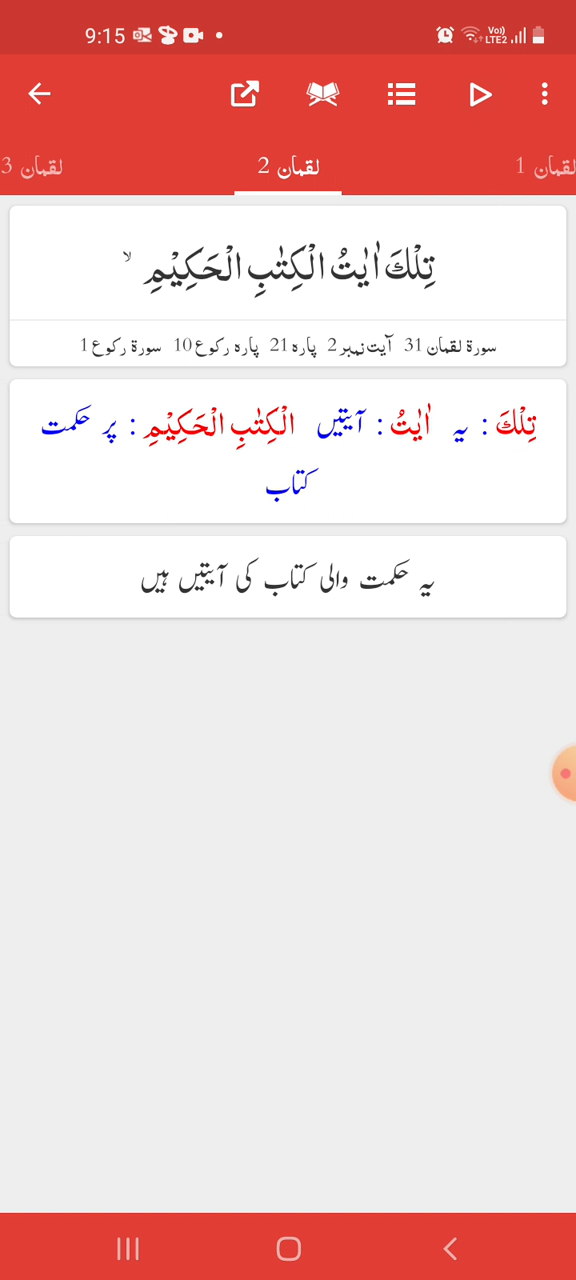 9:15 Vo)) LTE2
لقمان 1 لقمان 2 لقمان 3
تِلْكَ اٰيٰتُ الْكِتٰبِ الْحَكِيْمِ ۙ
سورۃ لقمان 31 آیت نمبر 2 پارہ 21 پارہ رکوع 10 سورۃ رکوع 1
تِلْكَ : یہ اٰيٰتُ : آیتیں الْكِتٰبِ الْحَكِيْمِ : پر حکمت
کتاب
یہ حکمت والی کتاب کی آیتیں ہیں